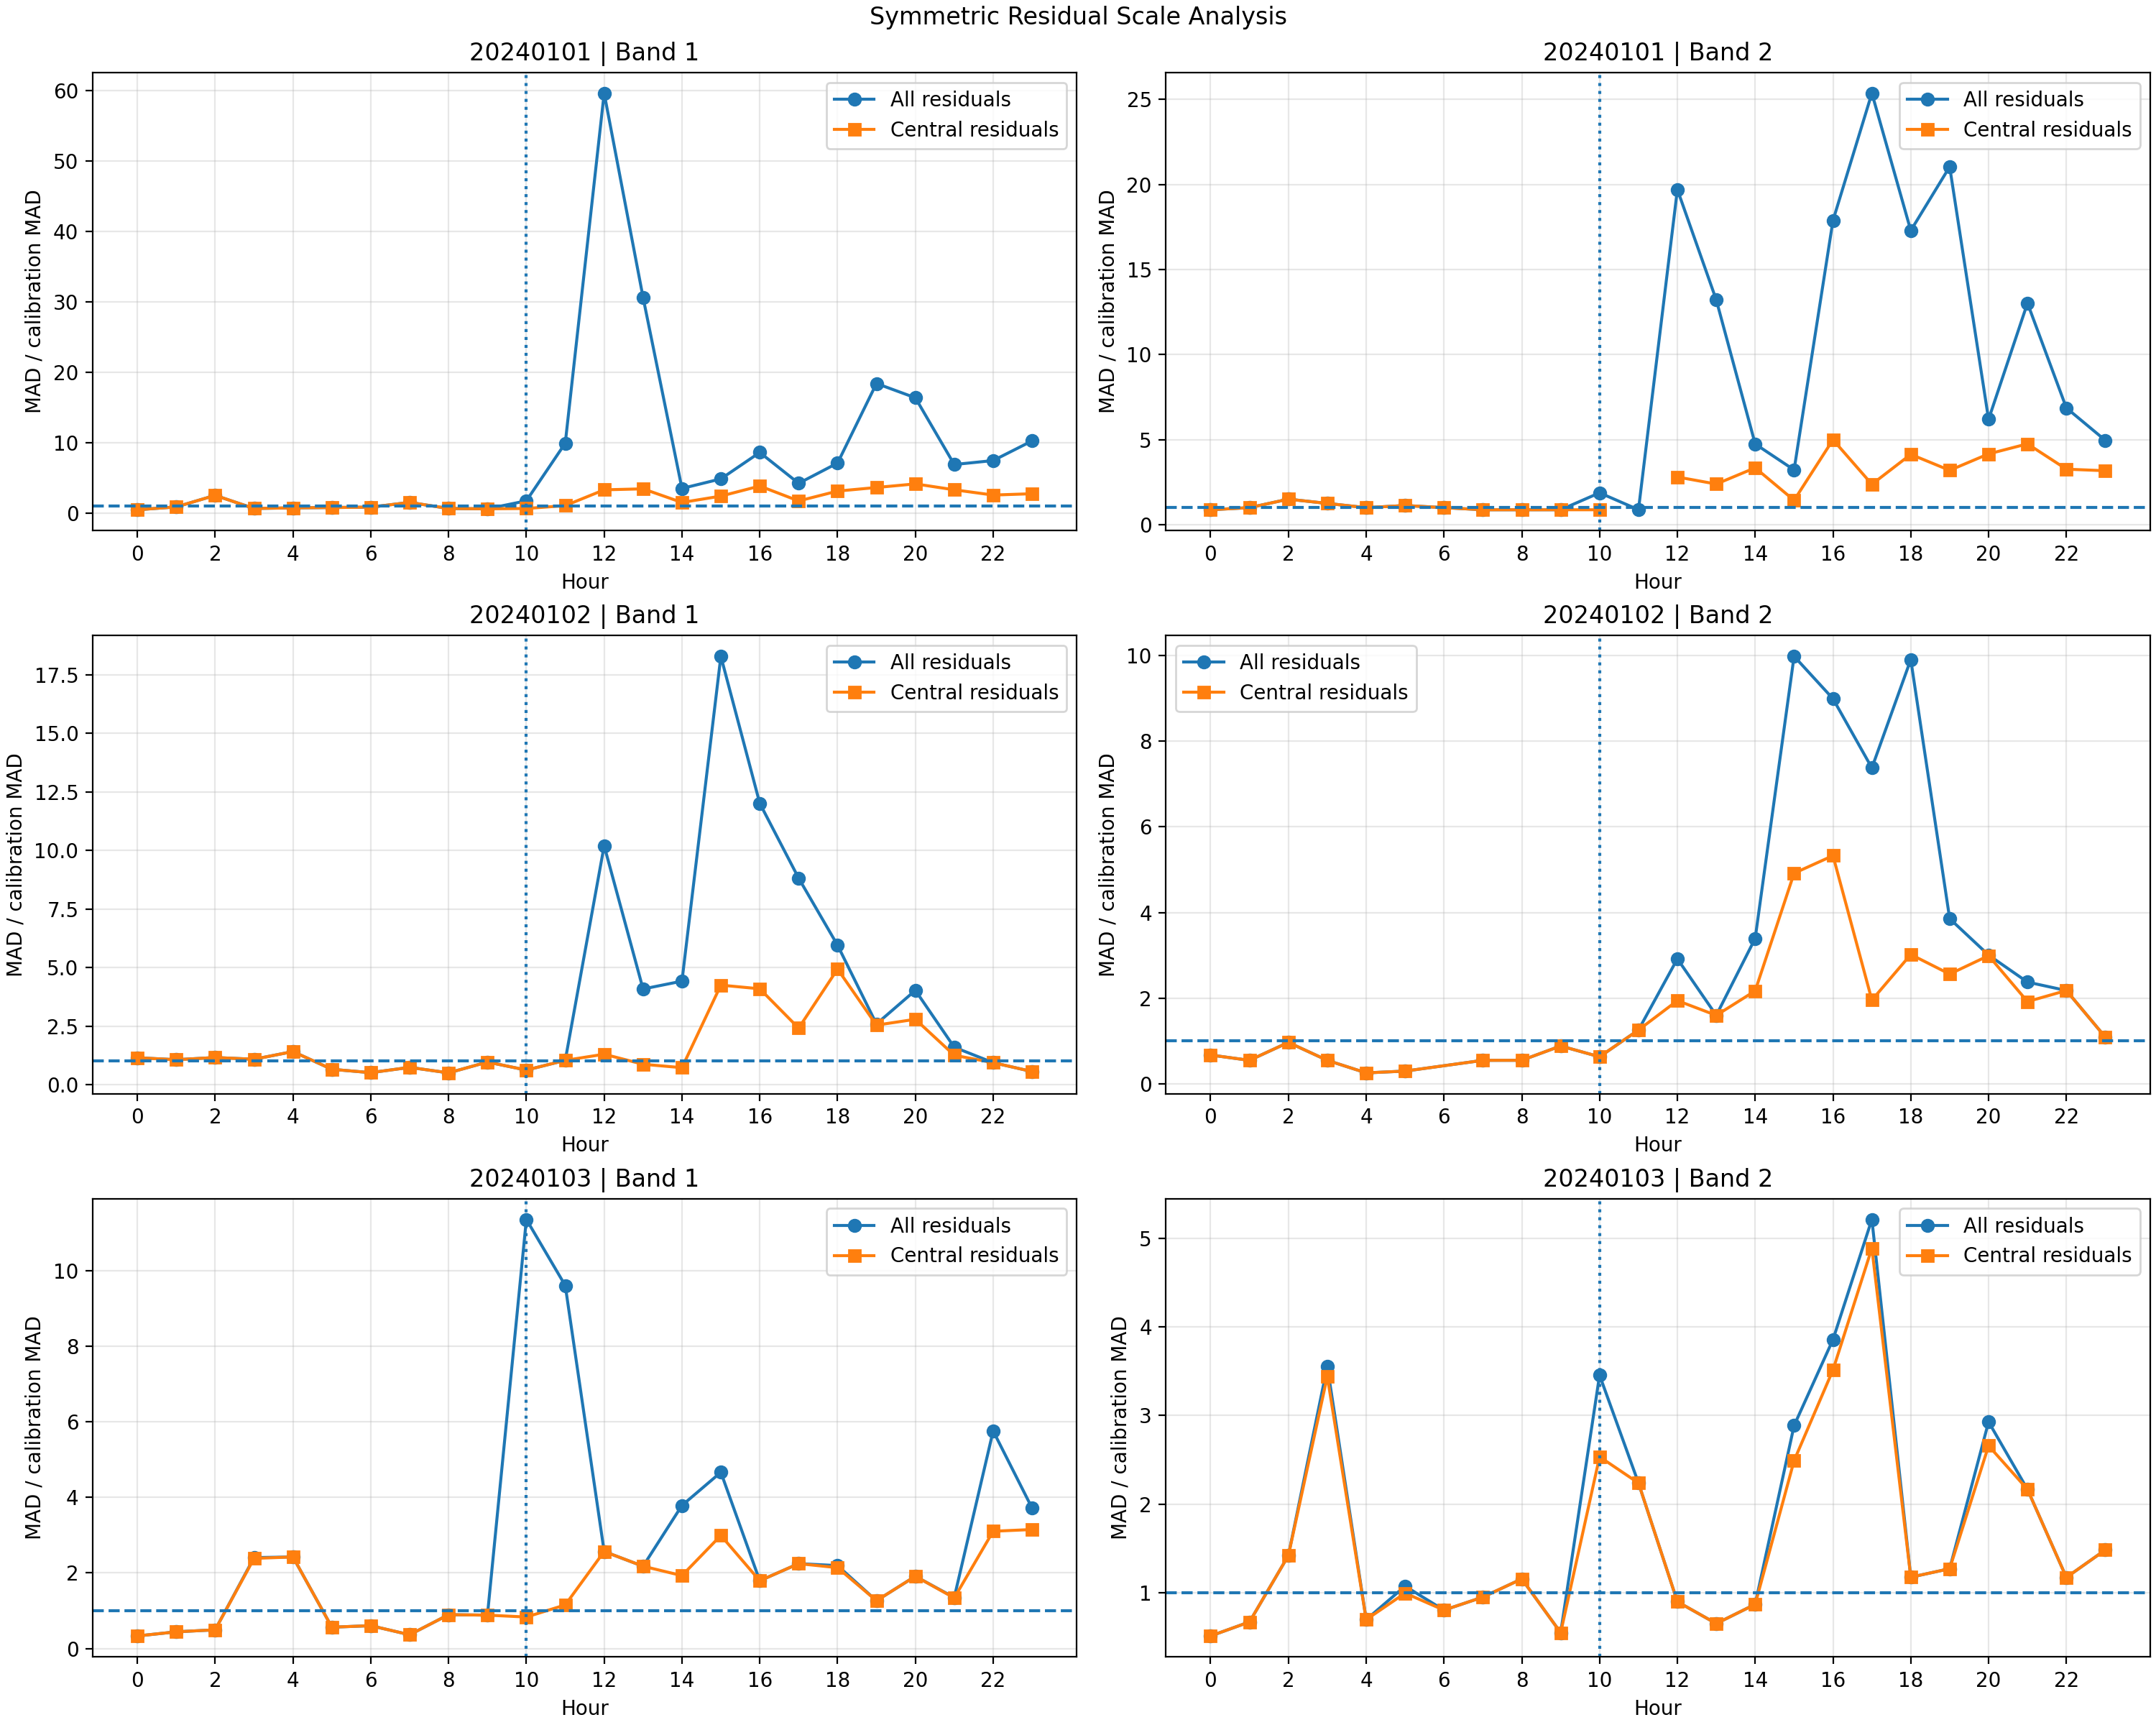 Symmetric Residual Scale Analysis
20240101 | Band 1
MAD / calibration MAD
60
50
40
30
20
10
0
All residuals
Central residuals
0 2 4 6 8 10 12 14 16 18 20 22
Hour
20240101 | Band 2
MAD / calibration MAD
25
20
15
10
5
0
All residuals
Central residuals
0 2 4 6 8 10 12 14 16 18 20 22
Hour
20240102 | Band 1
MAD / calibration MAD
17.5
15.0
12.5
10.0
7.5
5.0
2.5
0.0
All residuals
Central residuals
0 2 4 6 8 10 12 14 16 18 20 22
Hour
20240102 | Band 2
MAD / calibration MAD
10
8
6
4
2
0
All residuals
Central residuals
0 2 4 6 8 10 12 14 16 18 20 22
Hour
20240103 | Band 1
MAD / calibration MAD
10
8
6
4
2
0
All residuals
Central residuals
0 2 4 6 8 10 12 14 16 18 20 22
Hour
20240103 | Band 2
MAD / calibration MAD
5
4
3
2
1
All residuals
Central residuals
0 2 4 6 8 10 12 14 16 18 20 22
Hour